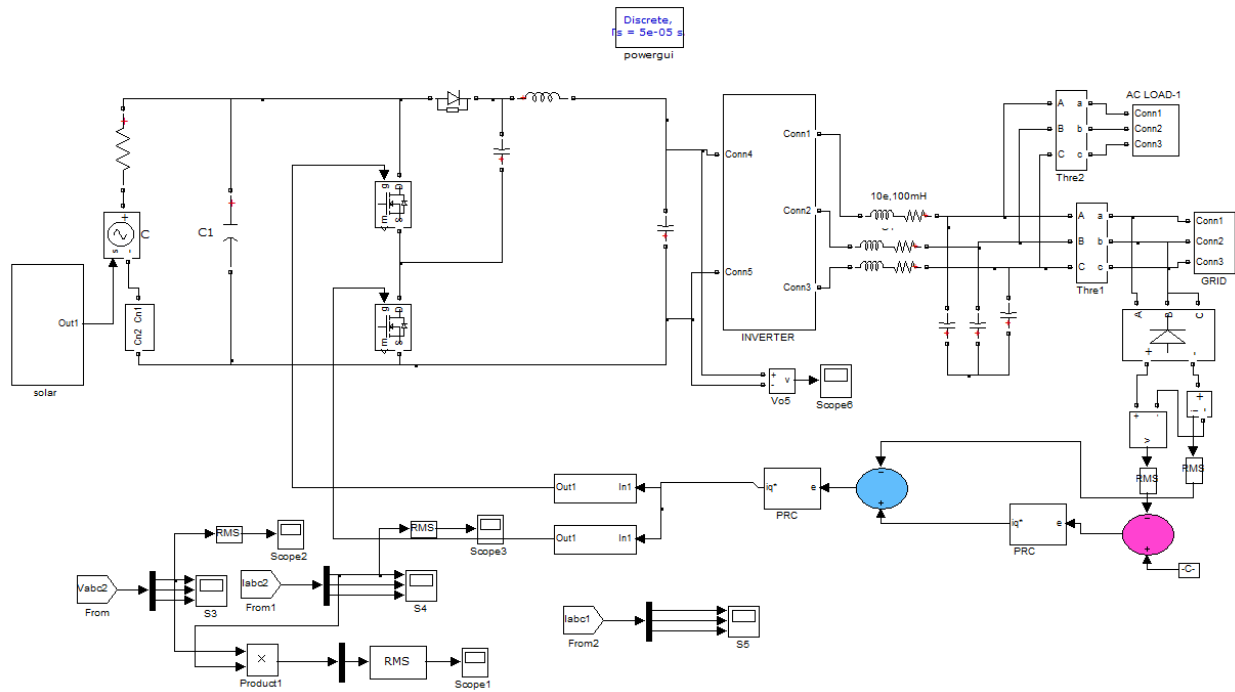 Discrete,
Ts = 5e-05 s
powergui
AC LOAD-1
A a Conn1
B b Conn2
C c Conn3
Thre2
Conn1
Conn4
10e,100mH
g D
m S
C
s
C1
Conn2
A a Conn1
B b Conn2
C c Conn3
GRID
Thre1
Conn5
Conn3
g D
m S
Cn2 Cn1
Out1
solar
INVERTER
A B C
+ -
+ - v
Vo5
Scope6
+ - v
+ - i
RMS
RMS
Out1 In1
iq* e
PRC
iq* e
PRC
Out1 In1
-C-
RMS
Scope2
RMS
Scope3
Vabc2
From
S3
Iabc2
From1
S4
Iabc1
From2
S5
×
Product1
RMS
Scope1